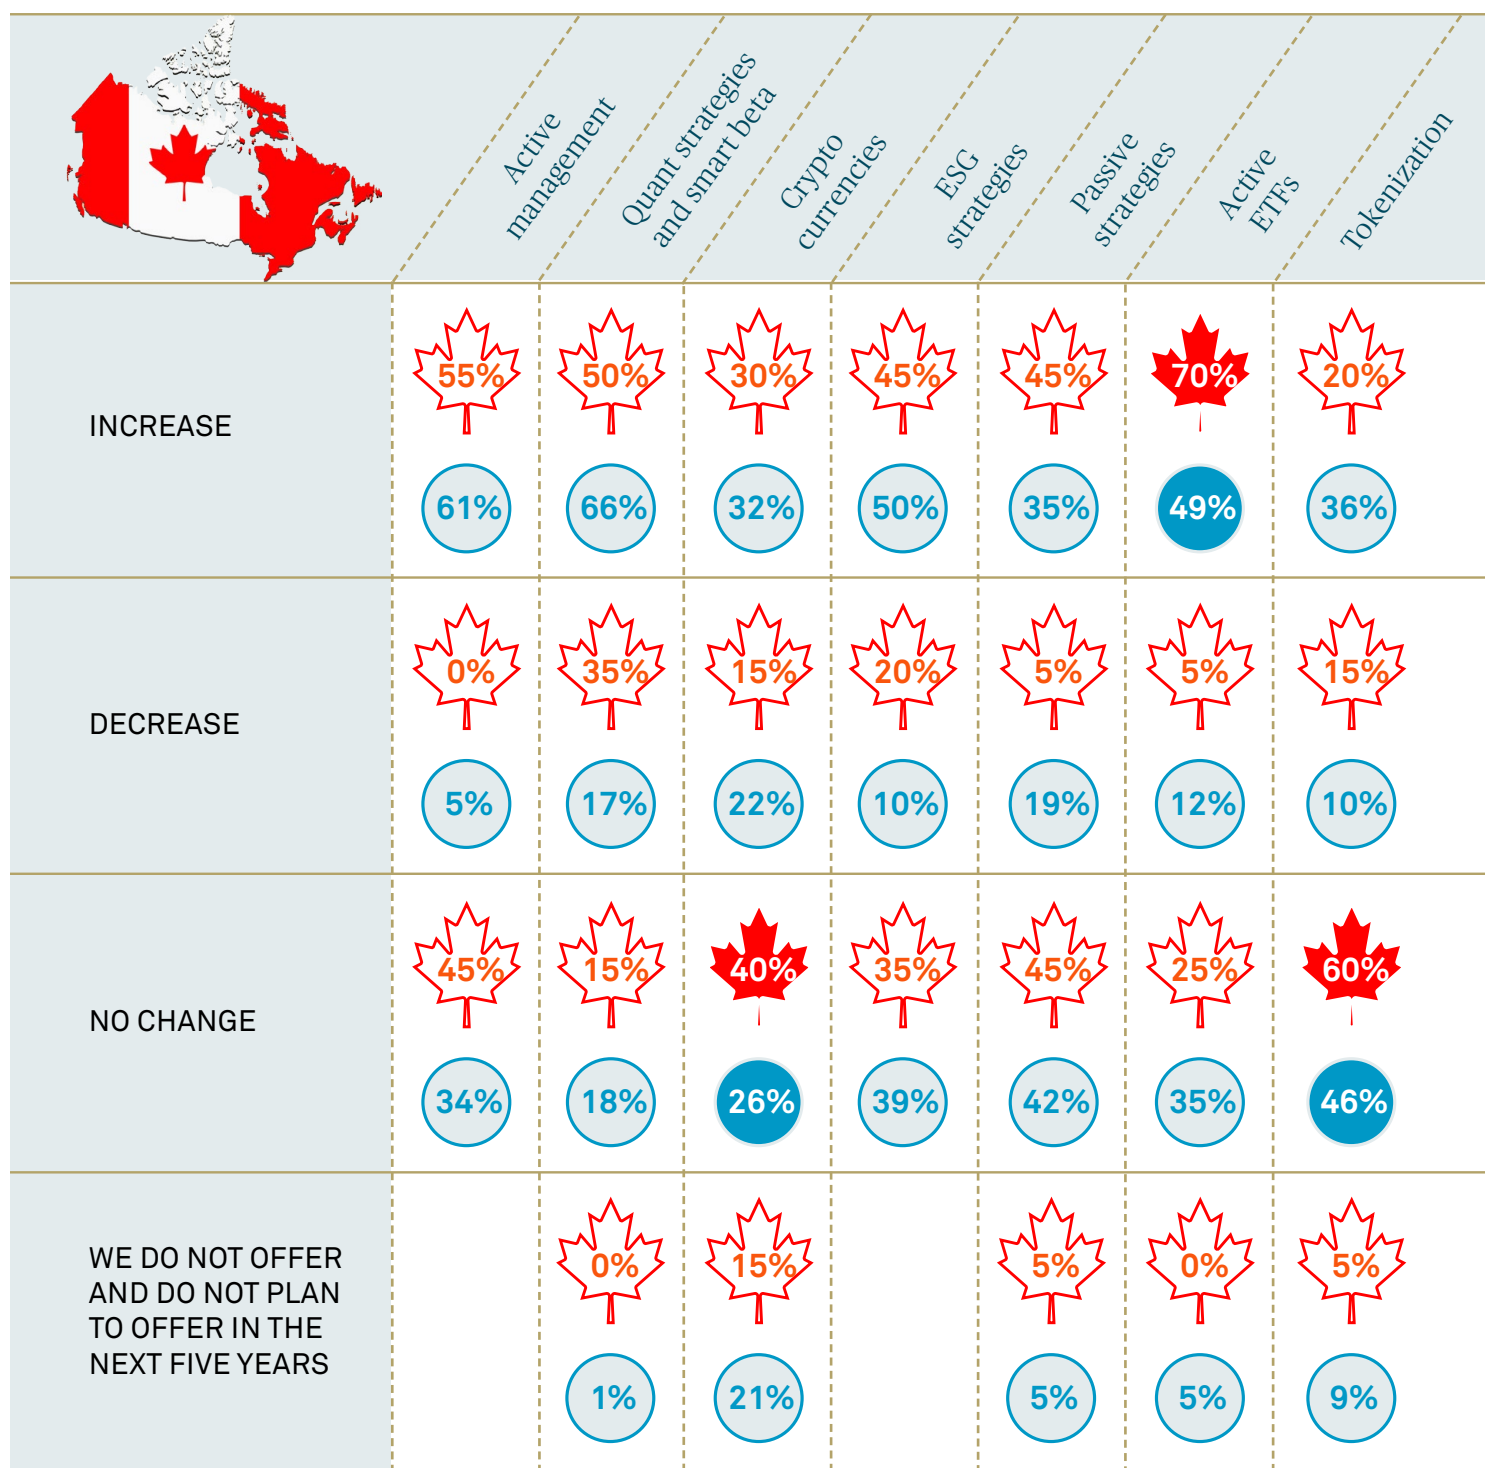 Active
management
Quant strategies
and smart beta
Crypto
currencies
ESG
strategies
Passive
strategies
Active
ETFs
Tokenization
INCREASE
55% 50% 30% 45% 45% 70% 20%
61% 66% 32% 50% 35% 49% 36%
DECREASE
0% 35% 15% 20% 5% 5% 15%
5% 17% 22% 10% 19% 12% 10%
NO CHANGE
45% 15% 40% 35% 45% 25% 60%
34% 18% 26% 39% 42% 35% 46%
WE DO NOT OFFER
AND DO NOT PLAN
TO OFFER IN THE
NEXT FIVE YEARS
0% 15% 5% 0% 5%
1% 21% 5% 5% 9%